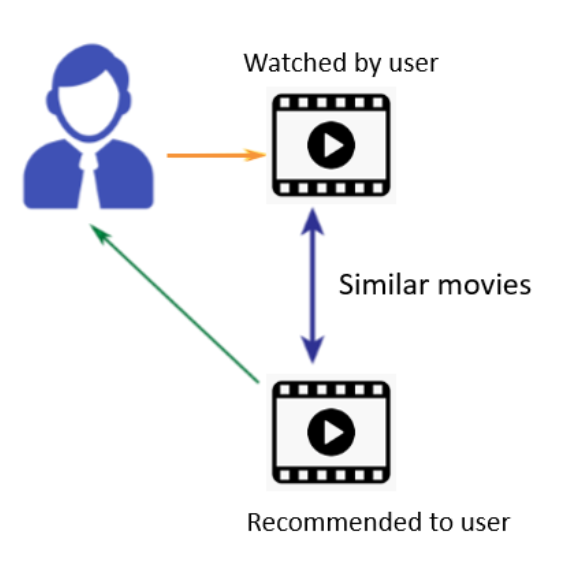 Watched by user
Similar movies
Recommended to user